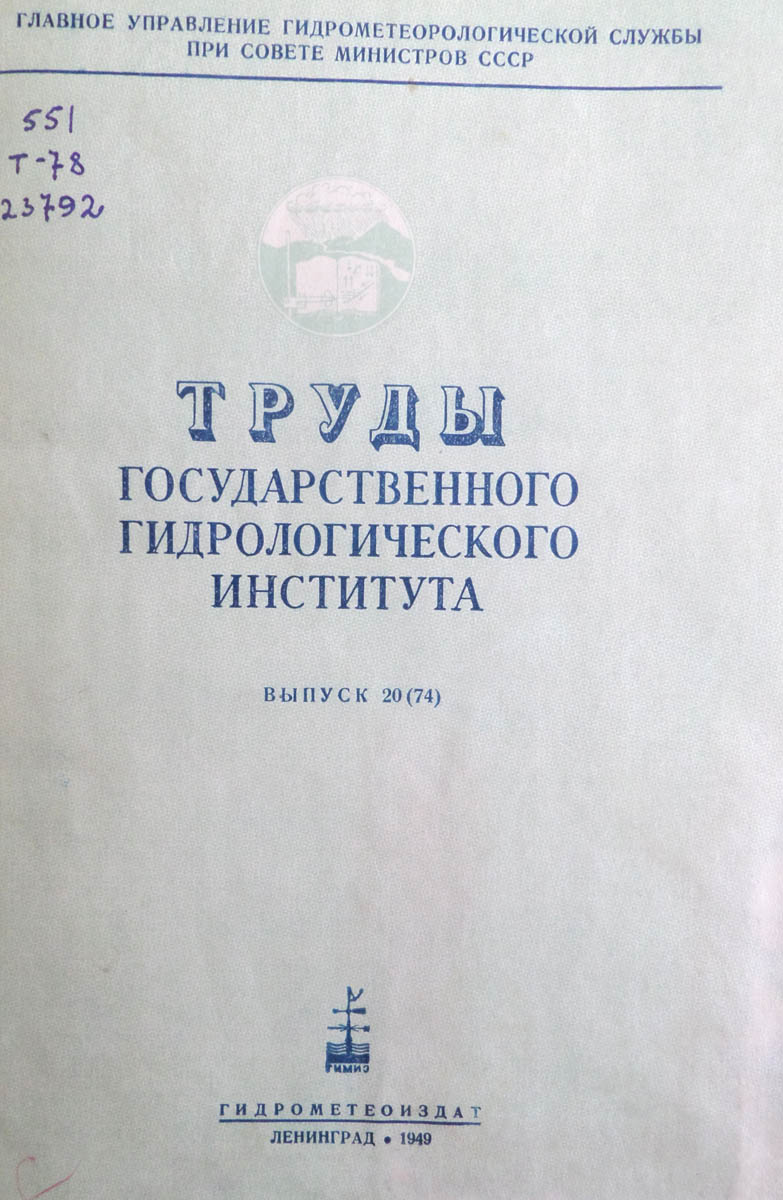 ГЛАВНОЕ УПРАВЛЕНИЕ ГИДРОМЕТЕОРОЛОГИЧЕСКОЙ СЛУЖБЫ
ПРИ СОВЕТЕ МИНИСТРОВ СССР
551
Т-78
23792
ТРУДЫ
ГОСУДАРСТВЕННОГО
ГИДРОЛОГИЧЕСКОГО
ИНСТИТУТА
ВЫПУСК 20(74)
ГИМИЗ
ГИДРОМЕТЕОИЗДАТ
ЛЕНИНГРАД • 1949